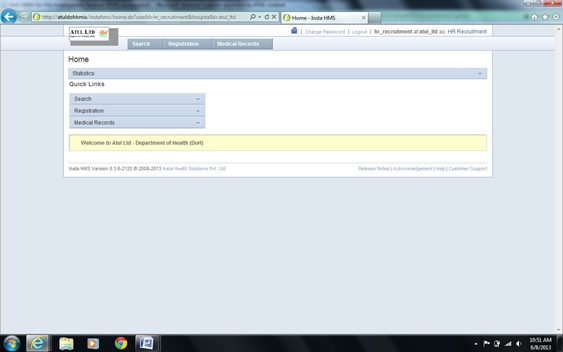 http://atuldohhms/instahms/home.do?userId=hr_recruitment&hospitalId=atul_ltd
Home - Insta HMS
ATUL LTD
| Change Password | Logout | hr_recruitment at atul_ltd as: HR Recruitment
Search Registration Medical Records
Home
Statistics
Quick Links
Search
Registration
Medical Records
Welcome to Atul Ltd - Department of Health (DoH)
Insta HMS Version 8.3.6-2120 © 2008-2013 Insta Health Solutions Pvt. Ltd.
Release Notes | Acknowledgement | Help | Customer Support
10:51 AM
6/8/2013